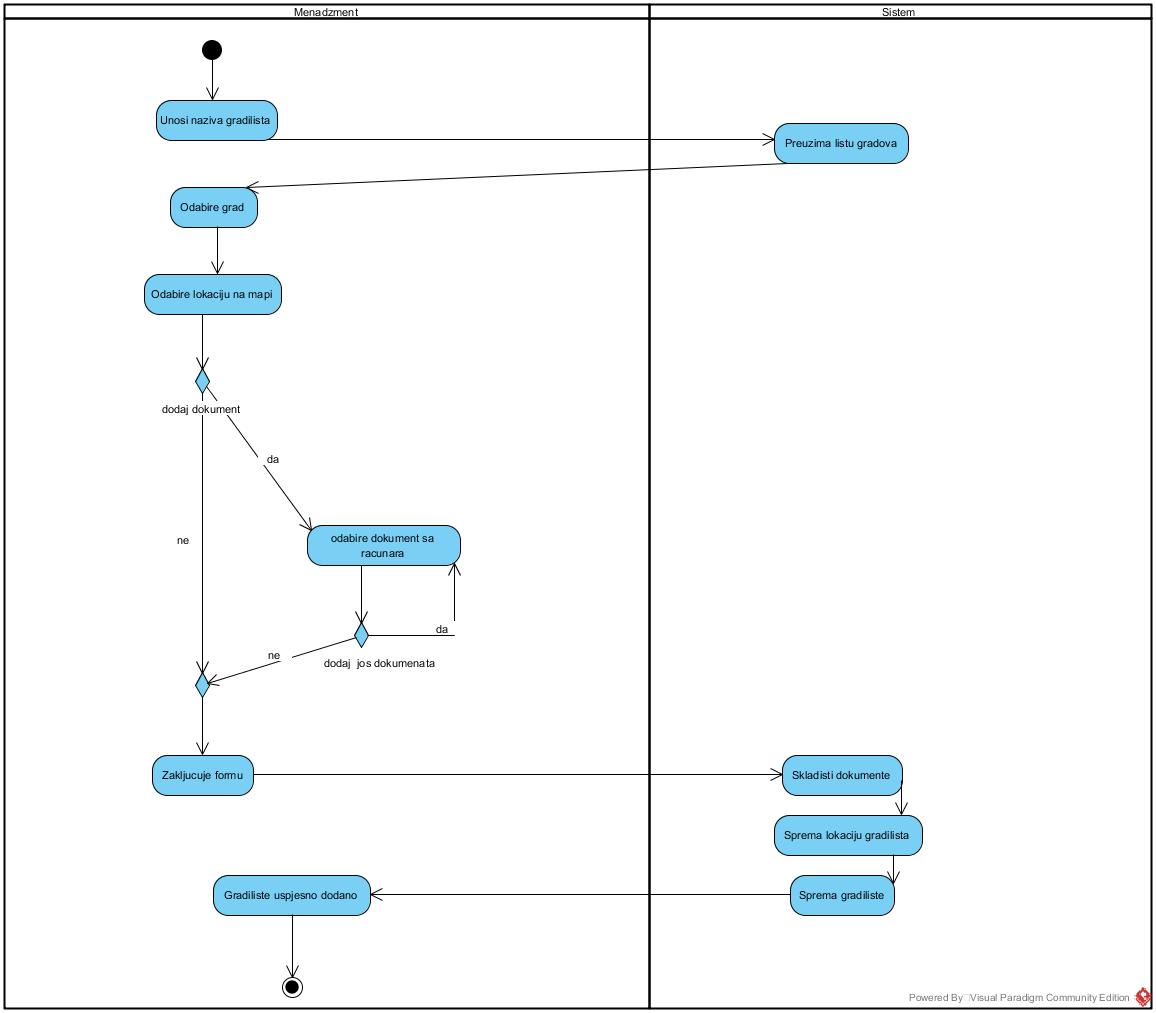 Menadzment
Sistem
Unosi naziva gradilista
Preuzima listu gradova
Odabire grad
Odabire lokaciju na mapi
dodaj dokument
da
ne
odabire dokument sa
racunara
da
ne
dodaj jos dokumenata
Zakljucuje formu
Skladisti dokumente
Sprema lokaciju gradilista
Gradiliste uspjesno dodano
Sprema gradiliste
Powered By Visual Paradigm Community Edition